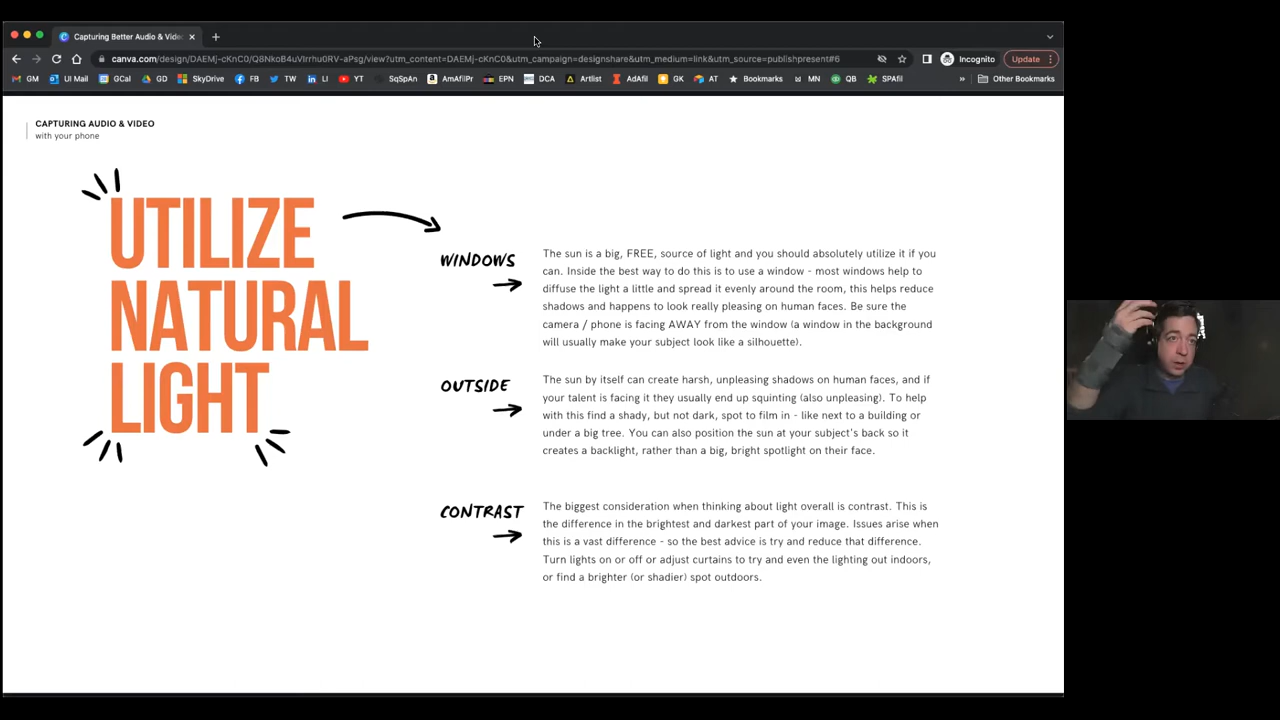 Capturing Better Audio & Video
canva.com/design/DAEMj-cKnC0/Q8NkoB4uVIrrhu0RV-aPsg/view?utm_content=DAEMj-cKnC0&utm_campaign=designshare&utm_medium=link&utm_source=publishpresent#6
Incognito
Update
GM UI Mail GCal GD SkyDrive FB TW LI YT SqSpAn AmAfilPr EPN DCA Artlist AdAfil GK AT Bookmarks MN QB SPAfil » Other Bookmarks
CAPTURING AUDIO & VIDEO
with your phone
UTILIZE
NATURAL
LIGHT
WINDOWS
The sun is a big, FREE, source of light and you should absolutely utilize it if you
can. Inside the best way to do this is to use a window - most windows help to
diffuse the light a little and spread it evenly around the room, this helps reduce
shadows and happens to look really pleasing on human faces. Be sure the
camera / phone is facing AWAY from the window (a window in the background
will usually make your subject look like a silhouette).
OUTSIDE
The sun by itself can create harsh, unpleasing shadows on human faces, and if
your talent is facing it they usually end up squinting (also unpleasing). To help
with this find a shady, but not dark, spot to film in - like next to a building or
under a big tree. You can also position the sun at your subject's back so it
creates a backlight, rather than a big, bright spotlight on their face.
CONTRAST
The biggest consideration when thinking about light overall is contrast. This is
the difference in the brightest and darkest part of your image. Issues arise when
this is a vast difference - so the best advice is try and reduce that difference.
Turn lights on or off or adjust curtains to try and even the lighting out indoors,
or find a brighter (or shadier) spot outdoors.